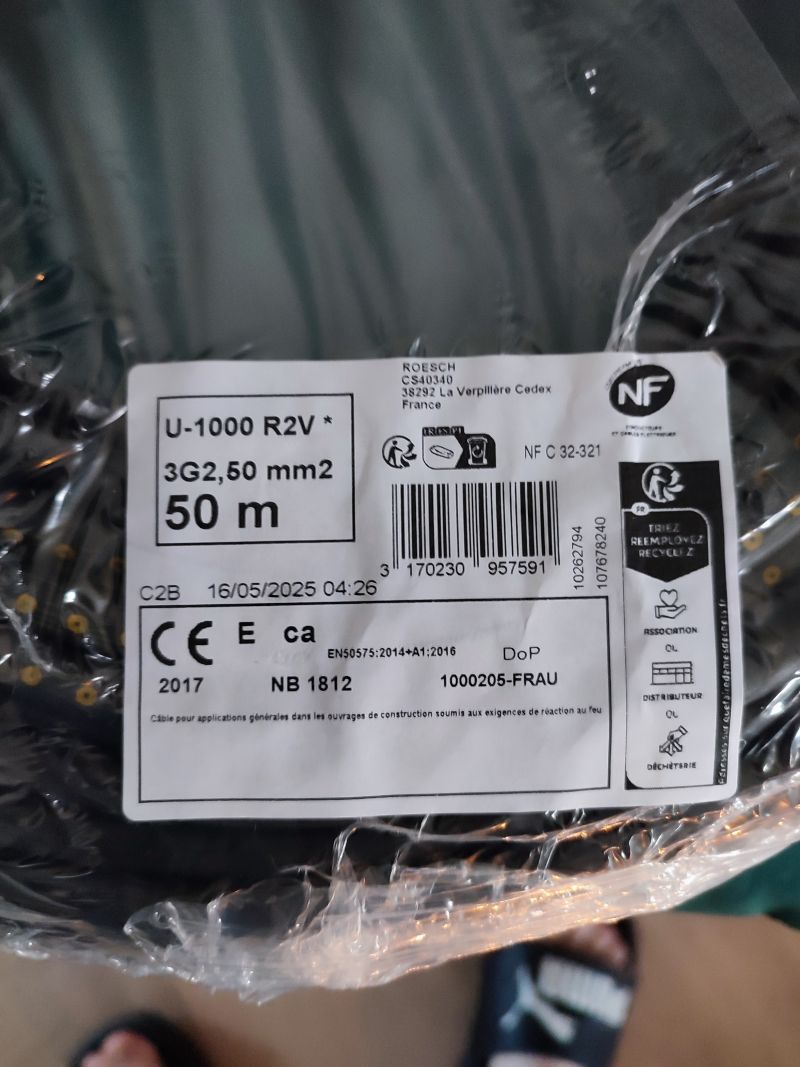 ROESCH
CS40340
38292 La Verpillère Cedex
France
NF
U-1000 R2V *
3G2,50 mm2
50 m
NF C 32-321
3 170230 957591
10262794
107678240
C2B 16/05/2025 04:26
CE E ca
EN50575:2014+A1:2016 DoP
2017 NB 1812 1000205-FRAU
Câble pour applications générales dans les ouvrages de construction soumis aux exigences de réaction au feu
FR
TRIEZ
REEMPLOYEZ
RECYCLEZ
ASSOCIATION
OU
DISTRIBUTEUR
OU
DÉCHÈTERIE